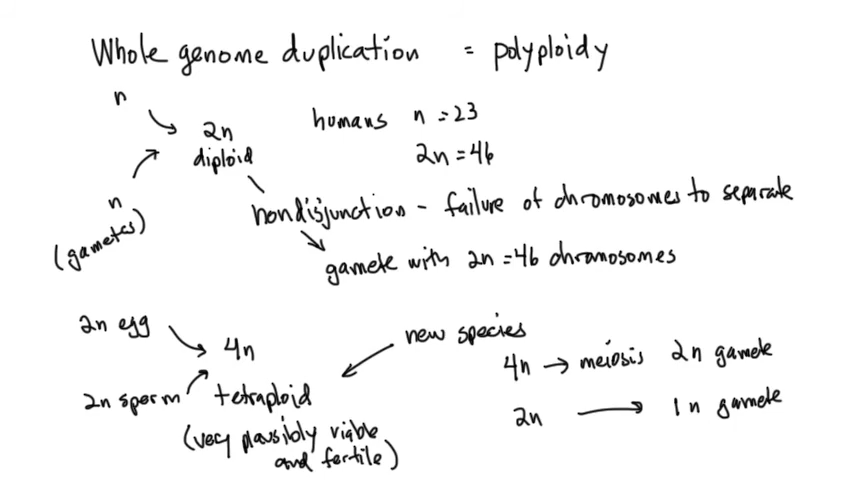 Whole genome duplication = polyploidy
n
humans n = 23
2n
diploid
2n = 46
n
(gametes)
nondisjunction - failure of chromosomes to separate
gamete with 2n = 46 chromosomes
2n egg
new species
4n
4n → meiosis 2n gamete
2n sperm
tetraploid
2n → 1n gamete
(very plausibly viable
and fertile)